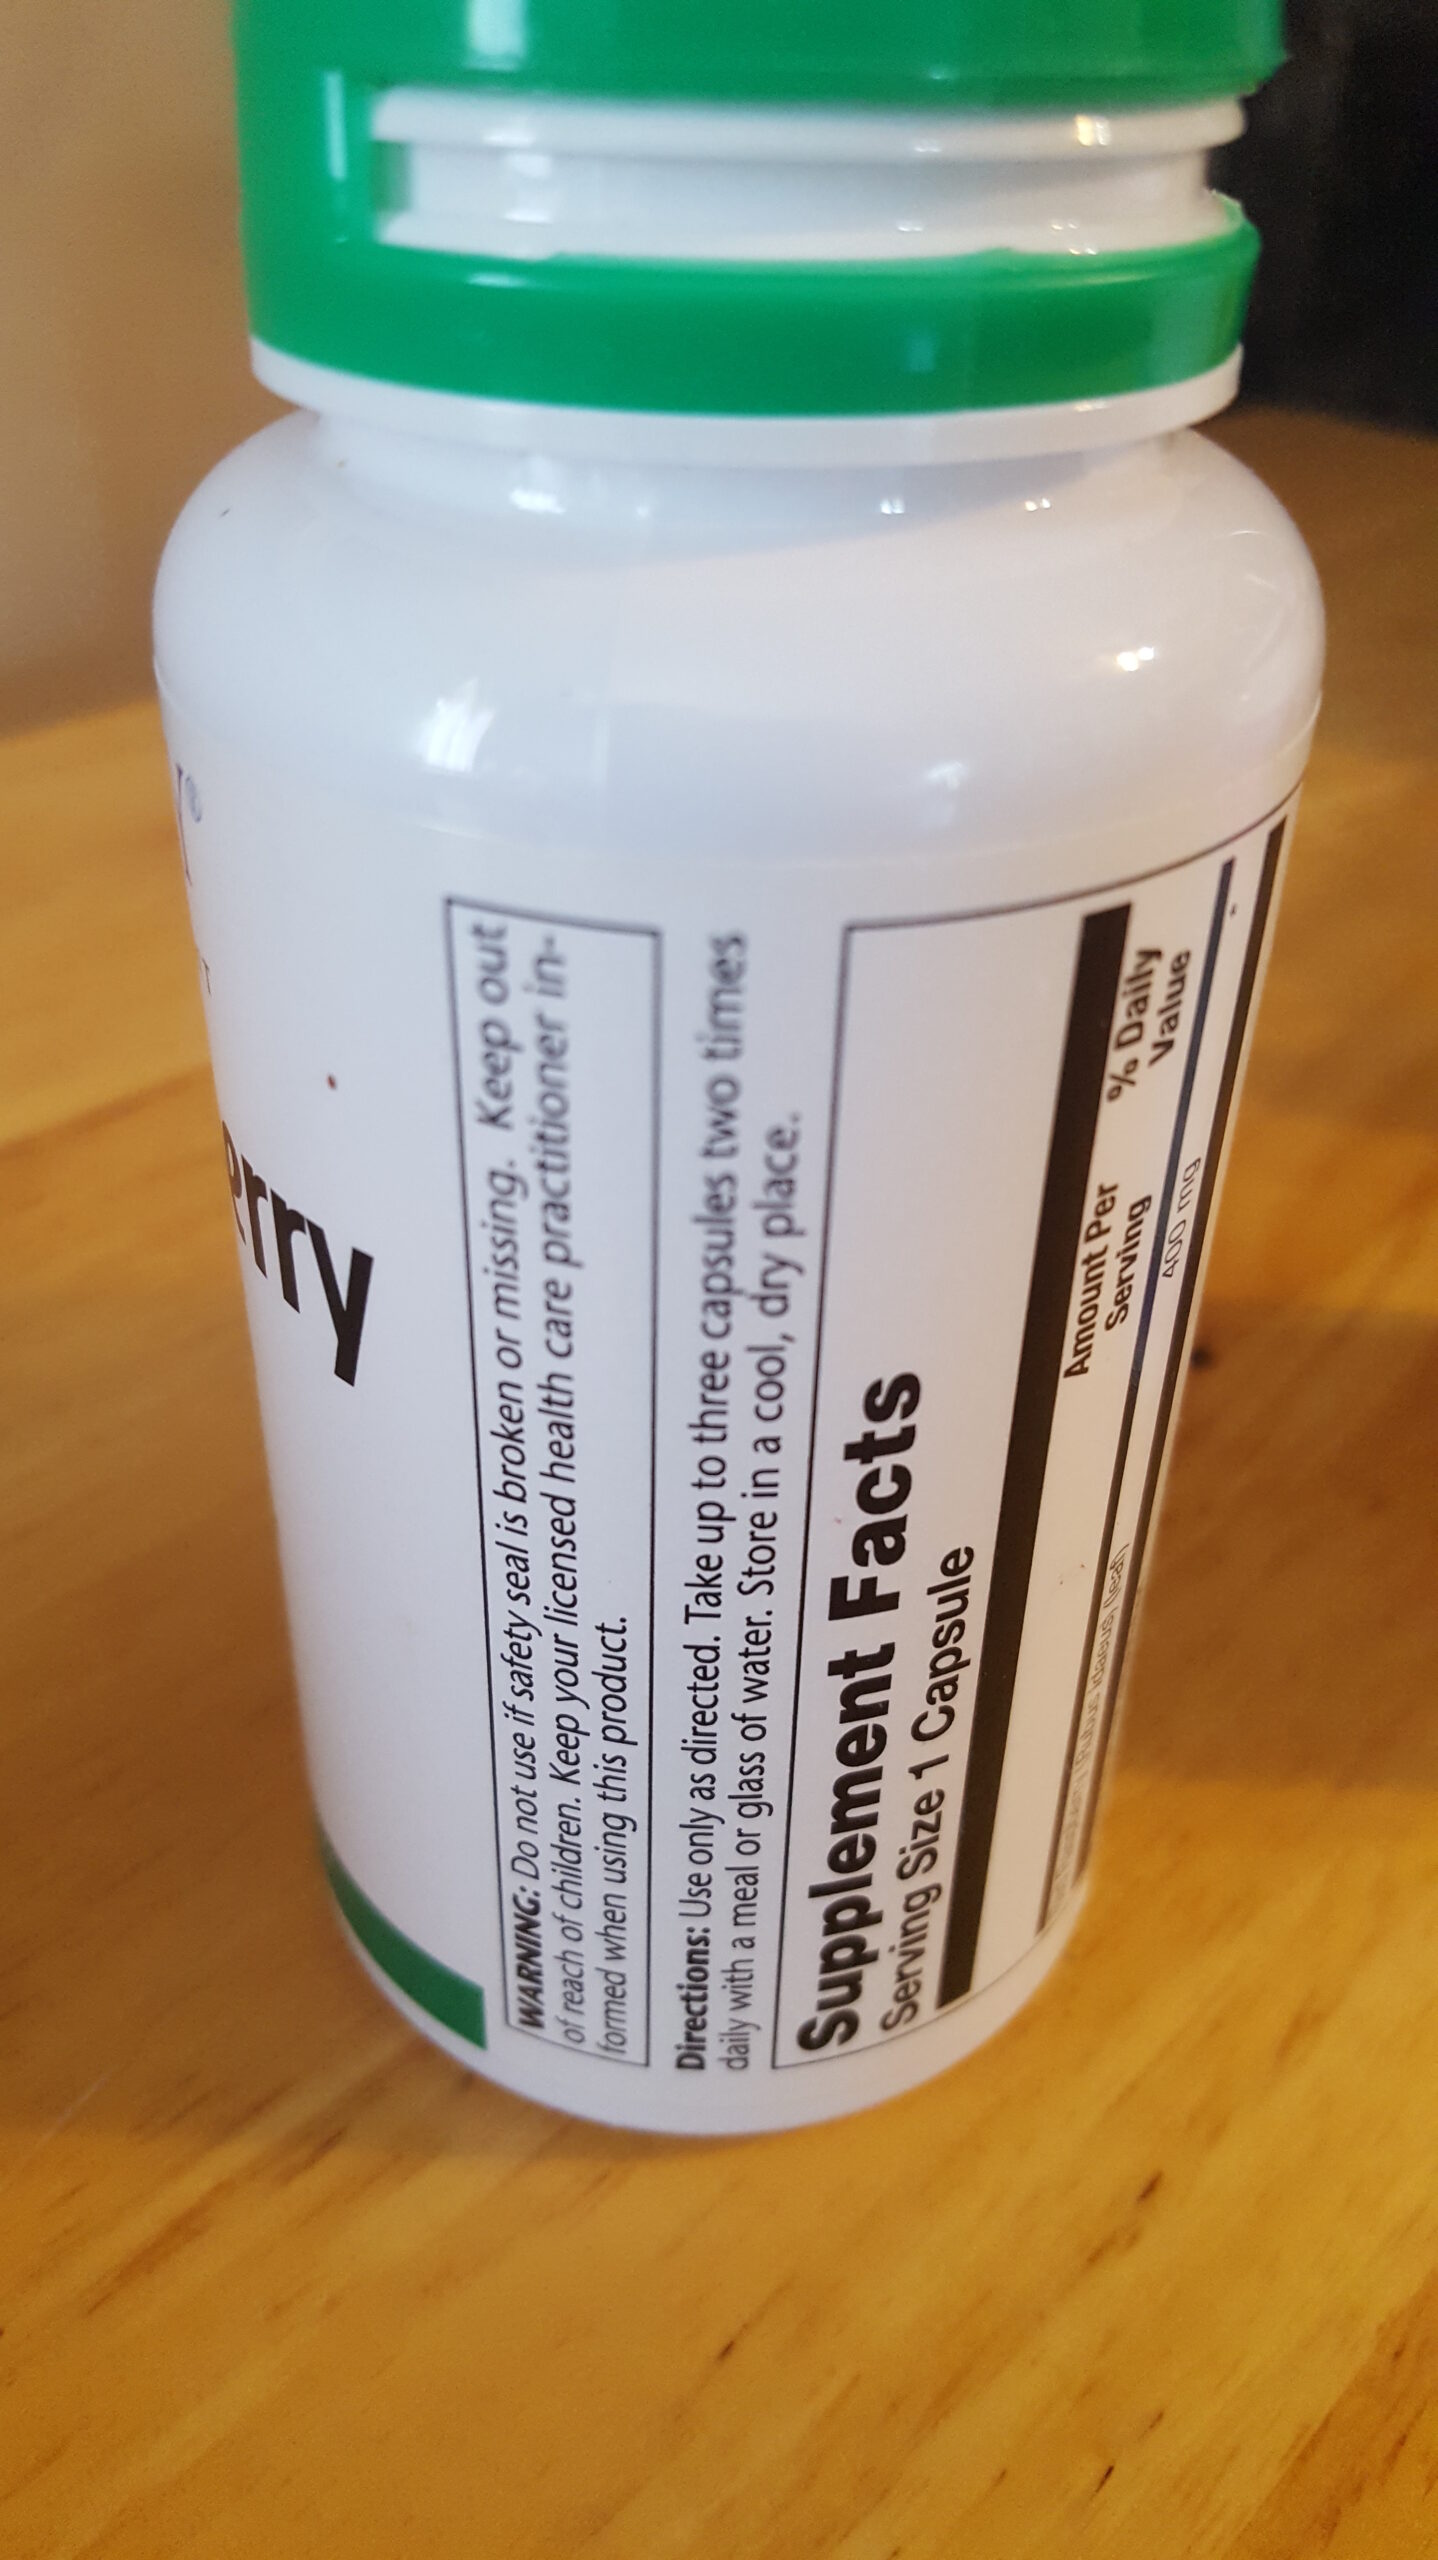 erry
WARNING: Do not use if safety seal is broken or missing. Keep out
of reach of children. Keep your licensed health care practitioner in-
formed when using this product.
Directions: Use only as directed. Take up to three capsules two times
daily with a meal or glass of water. Store in a cool, dry place.
Supplement Facts
Serving Size 1 Capsule
Amount Per
Serving
% Daily
Value
(Rubus idaeus) (leaf) 400 mg -